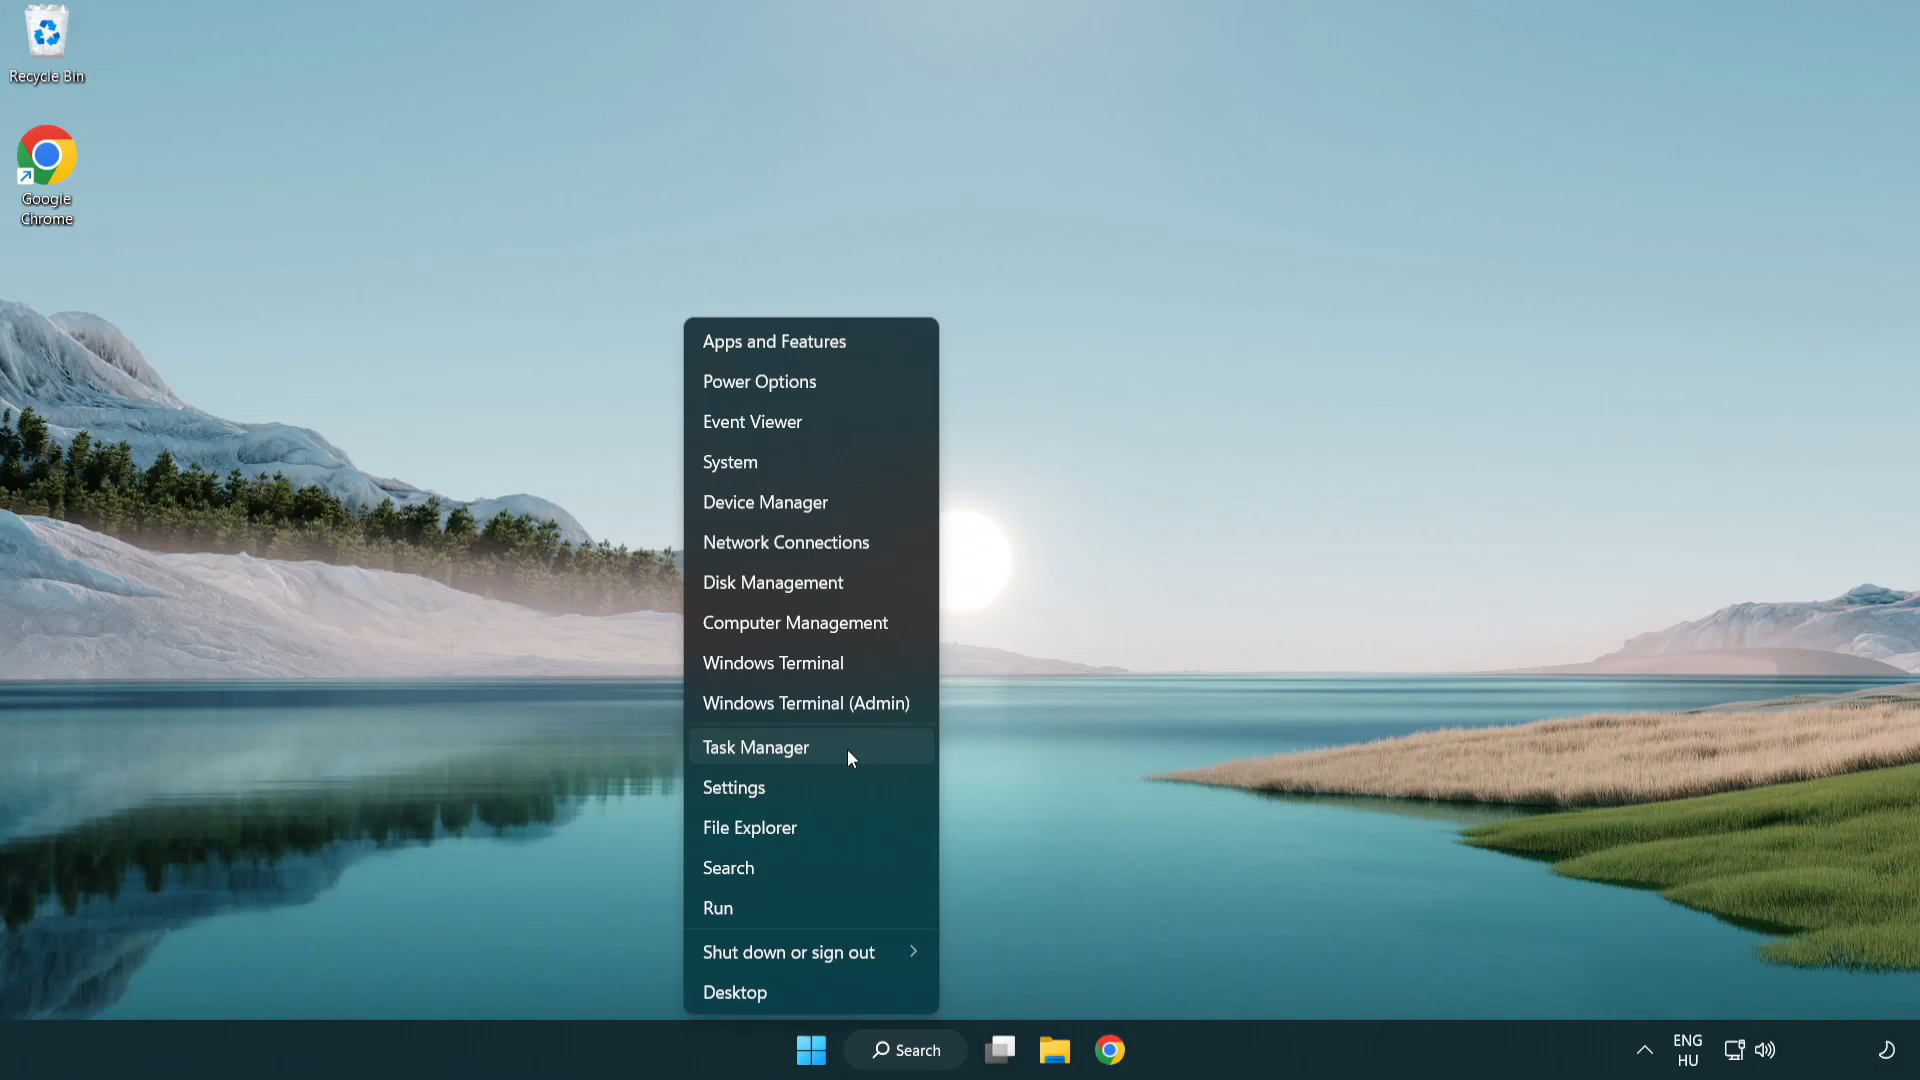 Recycle Bin
Google
Chrome
Apps and Features
Power Options
Event Viewer
System
Device Manager
Network Connections
Disk Management
Computer Management
Windows Terminal
Windows Terminal (Admin)
Task Manager
Settings
File Explorer
Search
Run
Shut down or sign out
Desktop
Search
ENG
HU